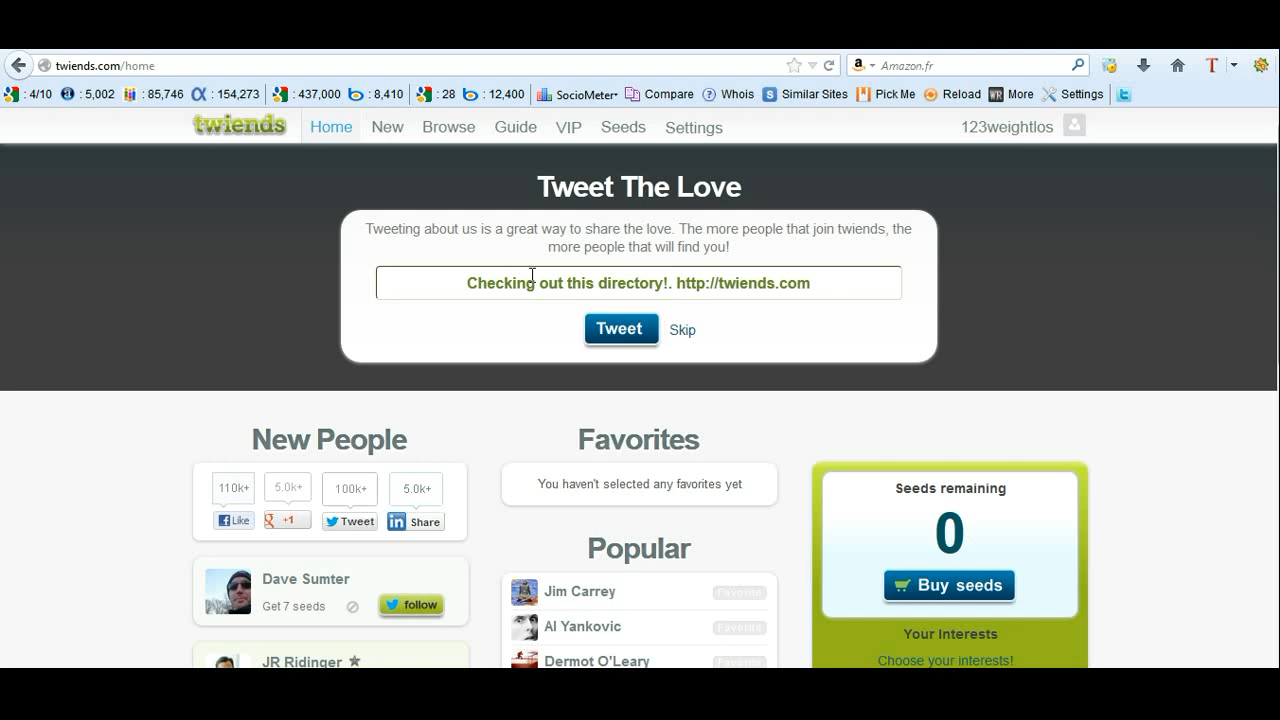 twiends.com/home
Amazon.fr
: 4/10 : 5,002 : 85,746 : 154,273 : 437,000 : 8,410 : 28 : 12,400 SocioMeter Compare Whois Similar Sites Pick Me Reload More Settings
twiends Home New Browse Guide VIP Seeds Settings 123weightlos
Tweet The Love
Tweeting about us is a great way to share the love. The more people that join twiends, the
more people that will find you!
Checking out this directory!. http://twiends.com
Tweet Skip
New People
110k+ 5.0k+ 100k+ 5.0k+
Like +1 Tweet Share
Dave Sumter
Get 7 seeds follow
JR Ridinger
Favorites
You haven't selected any favorites yet
Popular
Jim Carrey Favorite
Al Yankovic Favorite
Dermot O'Leary Favorite
Seeds remaining
0
Buy seeds
Your Interests
Choose your interests!